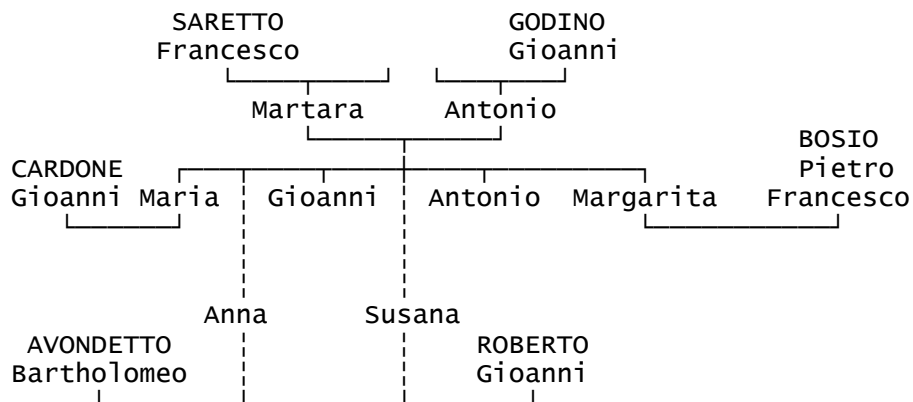 SARETTO GODINO
Francesco Gioanni
Martara Antonio
BOSIO
CARDONE Pietro
Gioanni Maria Gioanni Antonio Margarita Francesco
Anna Susana
AVONDETTO ROBERTO
Bartholomeo Gioanni